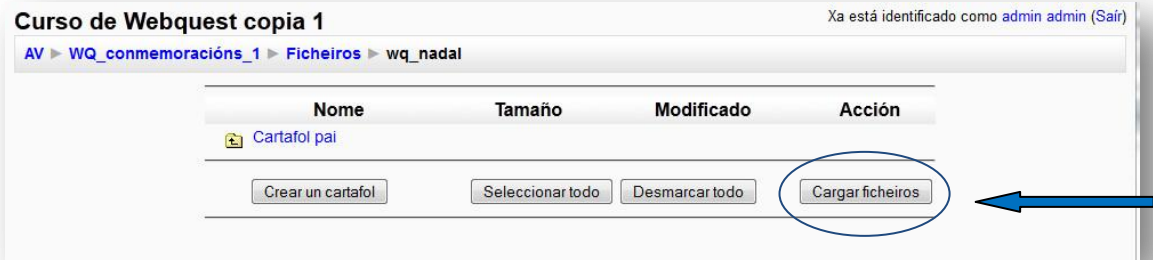 Curso de Webquest copia 1
Xa está identificado como admin admin (Saír)
AV ► WQ_conmemoracións_1 ► Ficheiros ► wq_nadal
Nome Tamaño Modificado Acción
Cartafol pai
Crear un cartafol Seleccionar todo Desmarcar todo Cargar ficheiros